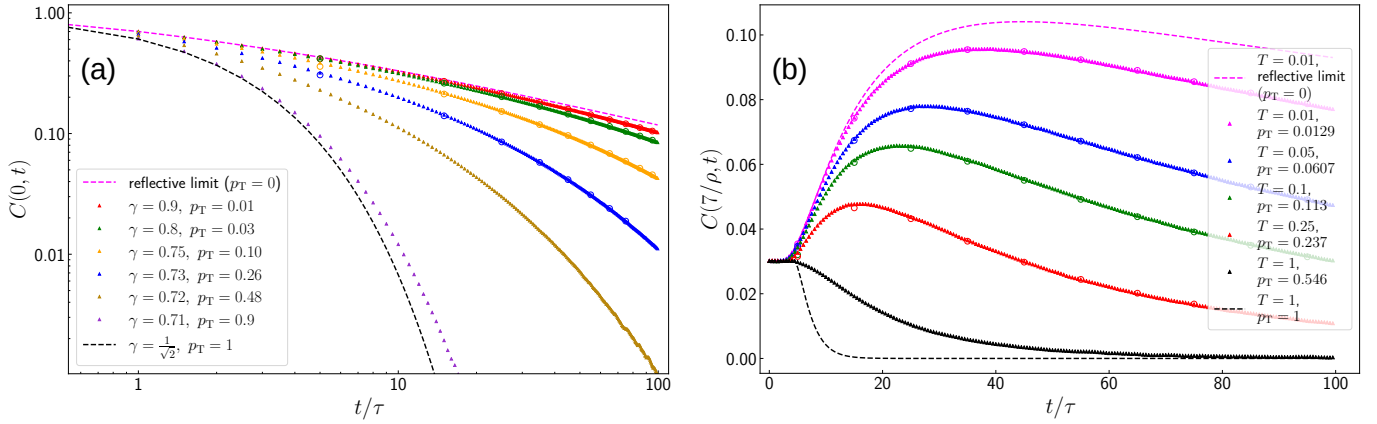 (a)
C(0, t)
1.00
0.10
0.01
reflective limit (p_T = 0)
γ = 0.9, p_T = 0.01
γ = 0.8, p_T = 0.03
γ = 0.75, p_T = 0.10
γ = 0.73, p_T = 0.26
γ = 0.72, p_T = 0.48
γ = 0.71, p_T = 0.9
γ = 1/√2, p_T = 1
1
10
100
t/τ
(b)
C(7/ρ, t)
0.10
0.08
0.06
0.04
0.02
0.00
T = 0.01,
reflective limit
(p_T = 0)
T = 0.01,
p_T = 0.0129
T = 0.05,
p_T = 0.0607
T = 0.1,
p_T = 0.113
T = 0.25,
p_T = 0.237
T = 1,
p_T = 0.546
T = 1,
p_T = 1
0
20
40
60
80
100
t/τ